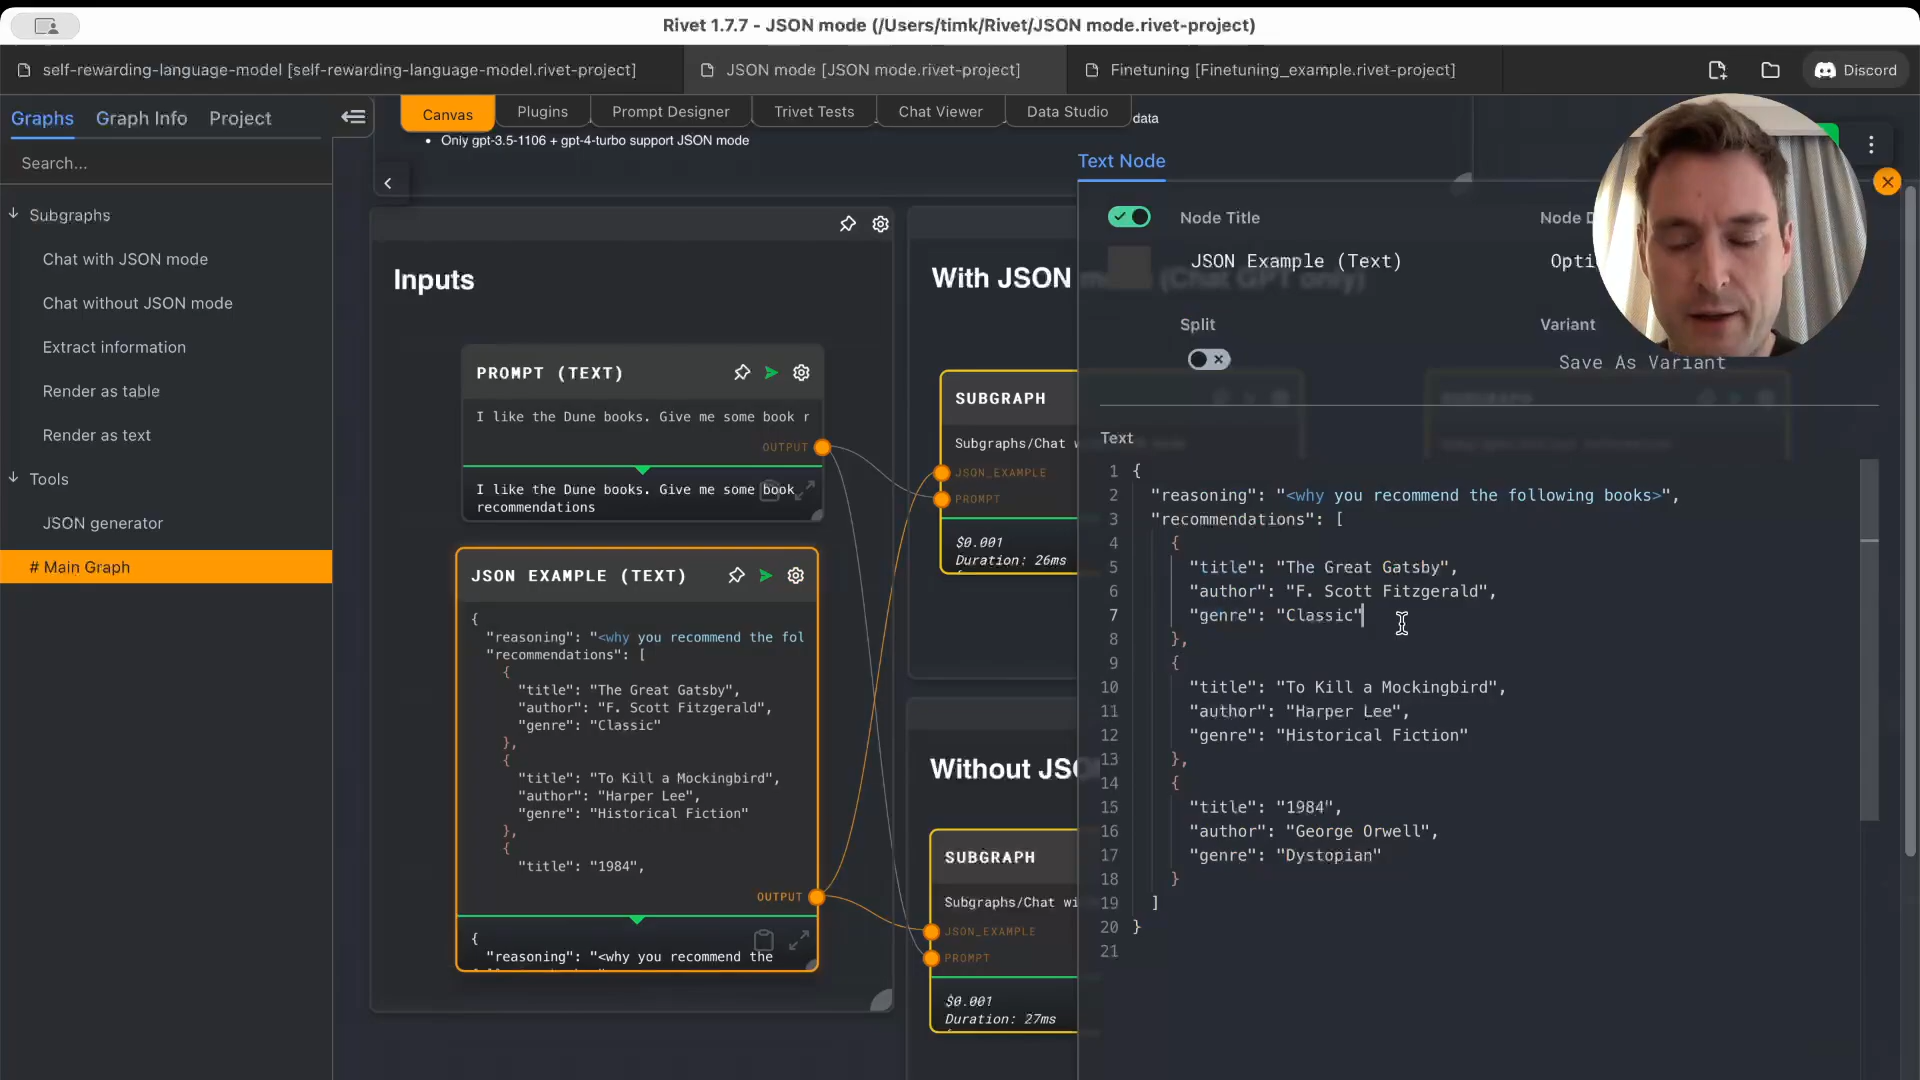 Rivet 1.7.7 - JSON mode (/Users/timk/Rivet/JSON mode.rivet-project)
self-rewarding-language-model [self-rewarding-language-model.rivet-project]
JSON mode [JSON mode.rivet-project]
Finetuning [Finetuning_example.rivet-project]
Discord
Graphs
Graph Info
Project
Canvas
Plugins
Prompt Designer
Trivet Tests
Chat Viewer
Data Studio
data
Only gpt-3.5-1106 + gpt-4-turbo support JSON mode
Search...
Subgraphs
Chat with JSON mode
Chat without JSON mode
Extract information
Render as table
Render as text
Tools
JSON generator
# Main Graph
Inputs
PROMPT (TEXT)
I like the Dune books. Give me some book r
OUTPUT
I like the Dune books. Give me some book
recommendations
JSON EXAMPLE (TEXT)
{
"reasoning": "<why you recommend the fol
"recommendations": [
{
"title": "The Great Gatsby",
"author": "F. Scott Fitzgerald",
"genre": "Classic"
},
{
"title": "To Kill a Mockingbird",
"author": "Harper Lee",
"genre": "Historical Fiction"
},
{
"title": "1984",
OUTPUT
{
"reasoning": "<why you recommend the
With JSON mode (Chat GPT only)
SUBGRAPH
Subgraphs/Chat w
JSON_EXAMPLE
PROMPT
$0.001
Duration: 26ms
Without JSO
SUBGRAPH
Subgraphs/Chat wi
JSON_EXAMPLE
PROMPT
$0.001
Duration: 27ms
Text Node
Node Title
Node D
JSON Example (Text)
Opti
Split
Variant
Save As Variant
SUBGRAPH
Text
1 {
2 "reasoning": "<why you recommend the following books>",
3 "recommendations": [
4 {
5 "title": "The Great Gatsby",
6 "author": "F. Scott Fitzgerald",
7 "genre": "Classic"
8 },
9 {
10 "title": "To Kill a Mockingbird",
11 "author": "Harper Lee",
12 "genre": "Historical Fiction"
13 },
14 {
15 "title": "1984",
16 "author": "George Orwell",
17 "genre": "Dystopian"
18 }
19 ]
20 }
21